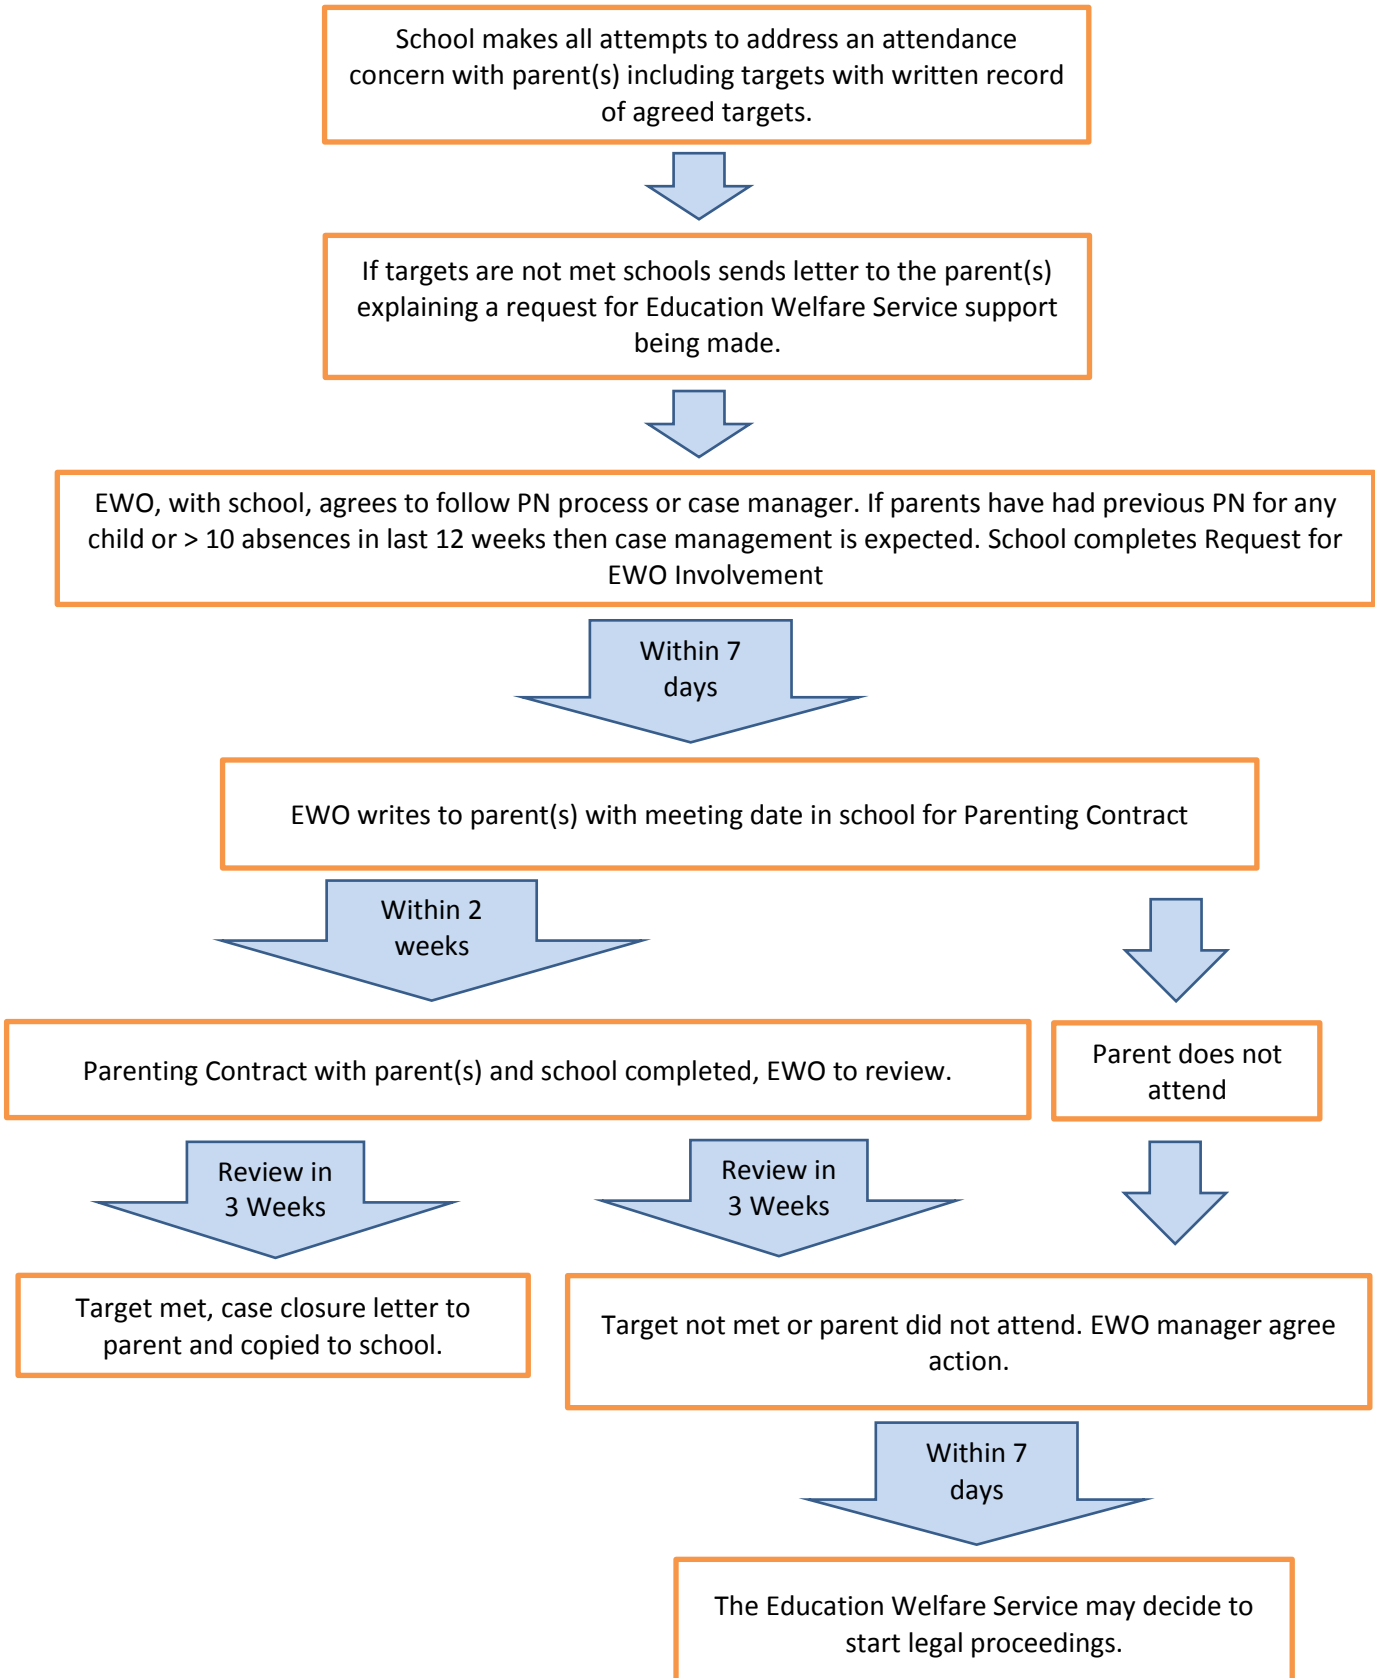 School makes all attempts to address an attendance
concern with parent(s) including targets with written record
of agreed targets.
If targets are not met schools sends letter to the parent(s)
explaining a request for Education Welfare Service support
being made.
EWO, with school, agrees to follow PN process or case manager. If parents have had previous PN for any
child or > 10 absences in last 12 weeks then case management is expected. School completes Request for
EWO Involvement
Within 7
days
EWO writes to parent(s) with meeting date in school for Parenting Contract
Within 2
weeks
Parenting Contract with parent(s) and school completed, EWO to review.
Parent does not
attend
Review in
3 Weeks
Review in
3 Weeks
Target met, case closure letter to
parent and copied to school.
Target not met or parent did not attend. EWO manager agree
action.
Within 7
days
The Education Welfare Service may decide to
start legal proceedings.